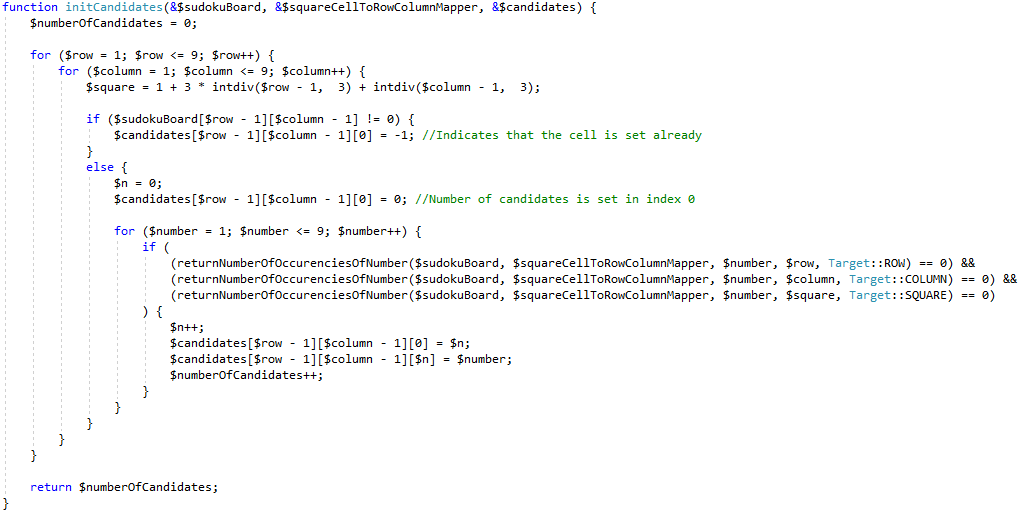 function initCandidates(&$sudokuBoard, &$squareCellToRowColumnMapper, &$candidates) {
    $numberOfCandidates = 0;

    for ($row = 1; $row <= 9; $row++) {
        for ($column = 1; $column <= 9; $column++) {
            $square = 1 + 3 * intdiv($row - 1,  3) + intdiv($column - 1,  3);

            if ($sudokuBoard[$row - 1][$column - 1] != 0) {
                $candidates[$row - 1][$column - 1][0] = -1; //Indicates that the cell is set already
            }
            else {
                $n = 0;
                $candidates[$row - 1][$column - 1][0] = 0; //Number of candidates is set in index 0

                for ($number = 1; $number <= 9; $number++) {
                    if (
                        (returnNumberOfOccurenciesOfNumber($sudokuBoard, $squareCellToRowColumnMapper, $number, $row, Target::ROW) == 0) &&
                        (returnNumberOfOccurenciesOfNumber($sudokuBoard, $squareCellToRowColumnMapper, $number, $column, Target::COLUMN) == 0) &&
                        (returnNumberOfOccurenciesOfNumber($sudokuBoard, $squareCellToRowColumnMapper, $number, $square, Target::SQUARE) == 0)
                    ) {
                        $n++;
                        $candidates[$row - 1][$column - 1][0] = $n;
                        $candidates[$row - 1][$column - 1][$n] = $number;
                        $numberOfCandidates++;
                    }
                }
            }
        }
    }

    return $numberOfCandidates;
}